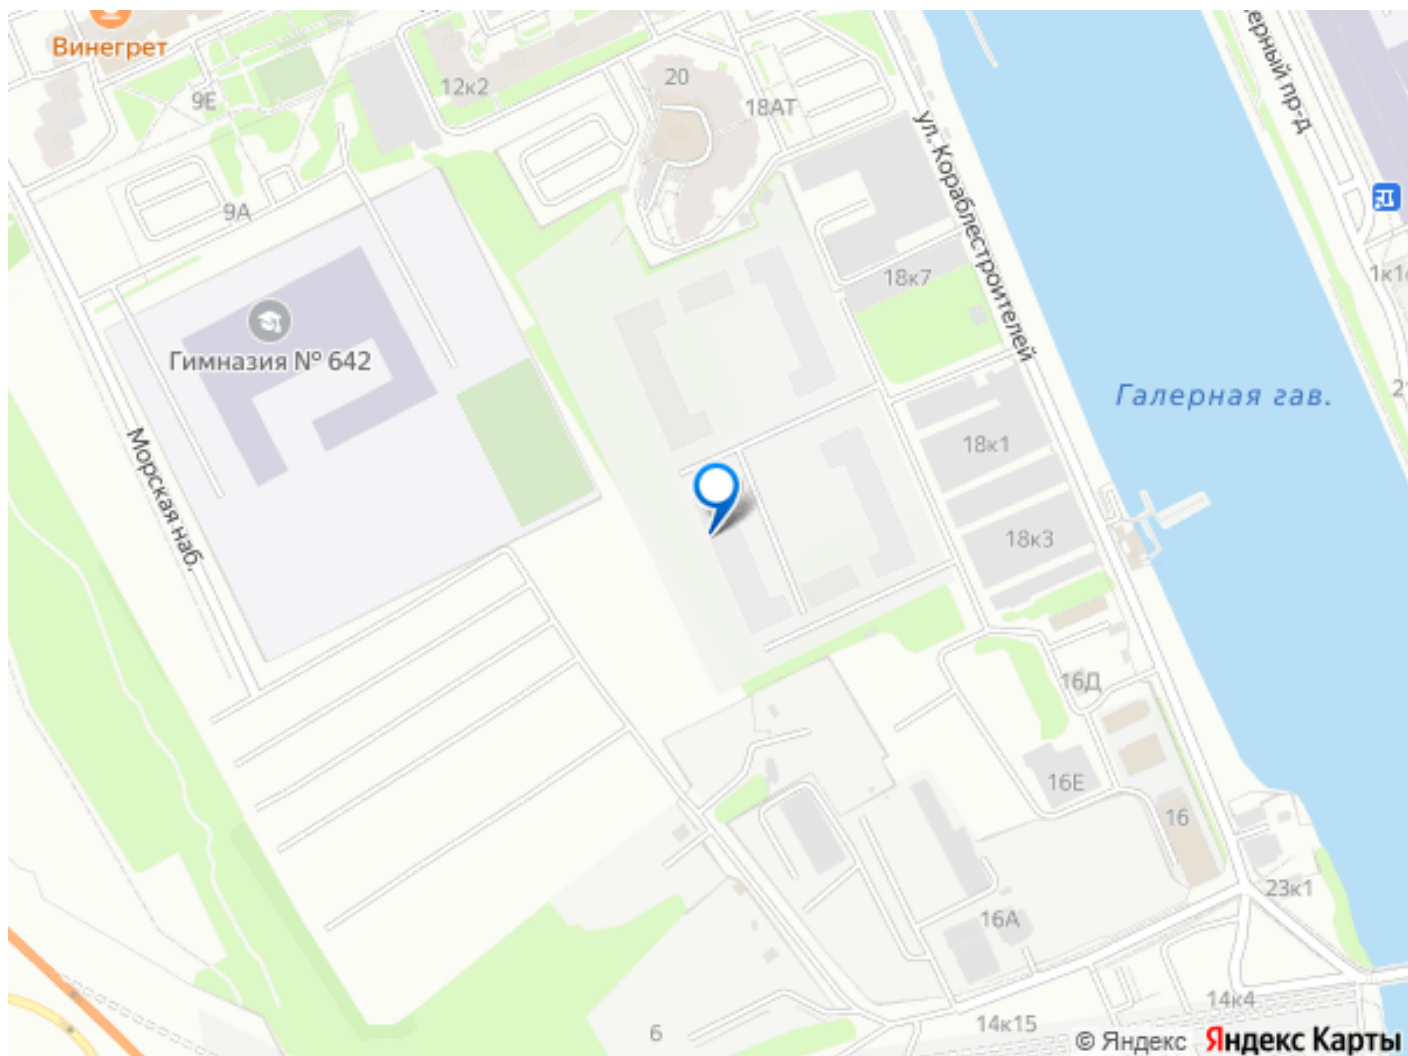 Винегрет
12к2
20
18АТ
9Е
9А
ул. Кораблестроителей
18к7
Гимназия № 642
Морская наб.
Галерная гав.
18к1
18к3
16Д
16Е
16
23к1
16А
14к4
14к15
6
© Яндекс Яндекс Карты